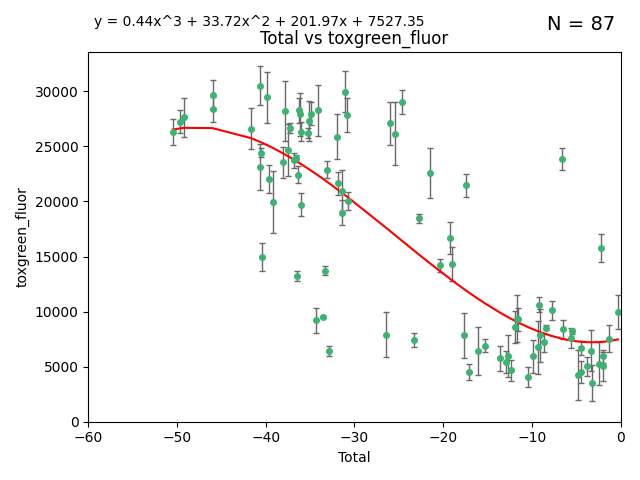 y = 0.44x^3 + 33.72x^2 + 201.97x + 7527.35
N = 87
Total vs toxgreen_fluor
toxgreen_fluor
30000
25000
20000
15000
10000
5000
0
−60
−50
−40
−30
−20
−10
0
Total